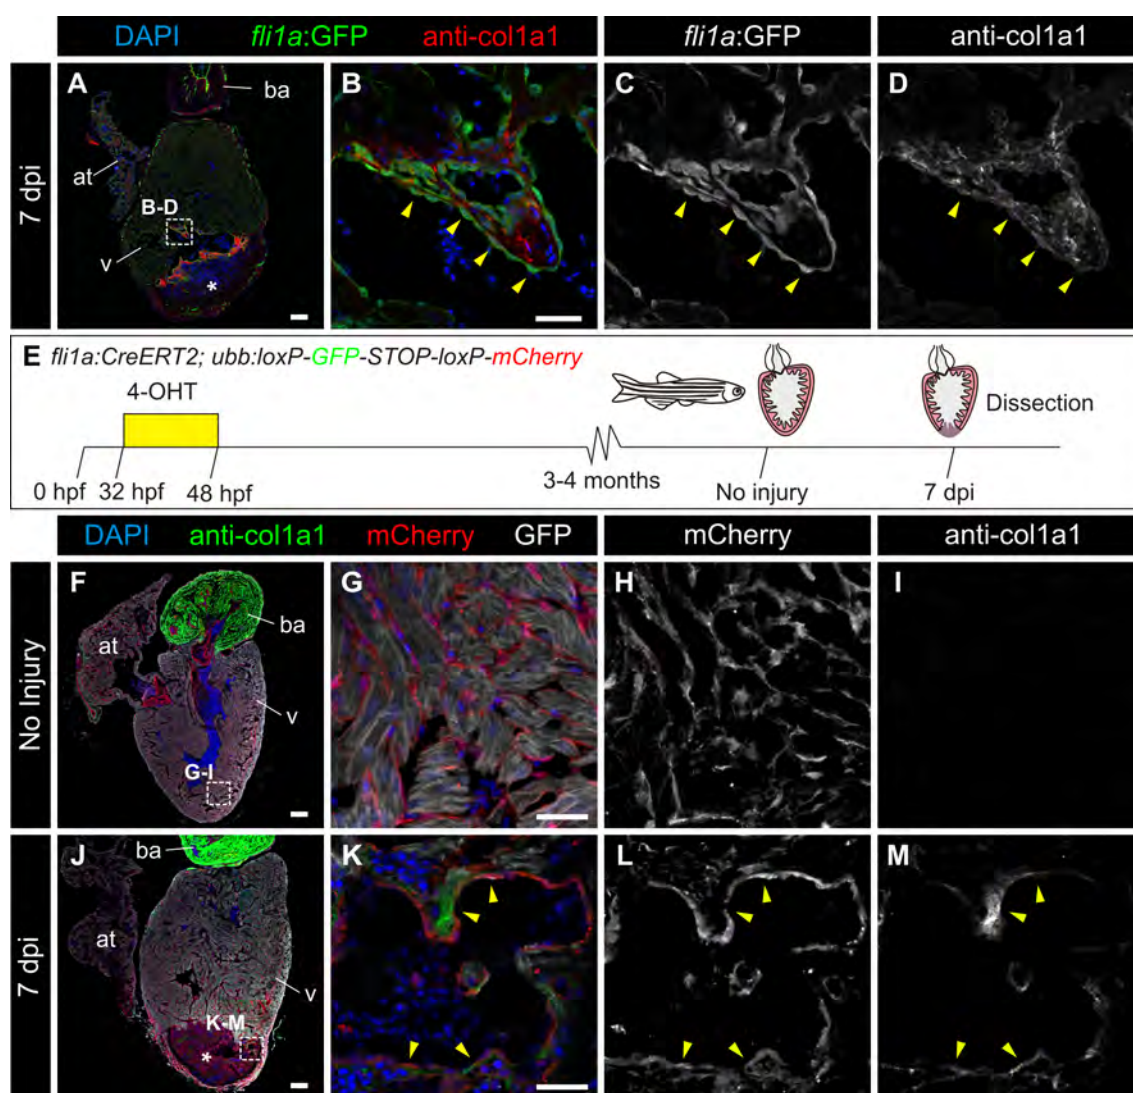 DAPI fli1a:GFP anti-col1a1 fli1a:GFP anti-col1a1
7 dpi
A ba at B-D v *
B
C
D
E fli1a:CreERT2; ubb:loxP-GFP-STOP-loxP-mCherry
4-OHT
Dissection
0 hpf 32 hpf 48 hpf 3-4 months No injury 7 dpi
DAPI anti-col1a1 mCherry GFP mCherry anti-col1a1
No Injury
F ba at v G-I
G
H
I
7 dpi
J ba at v K-M *
K
L
M